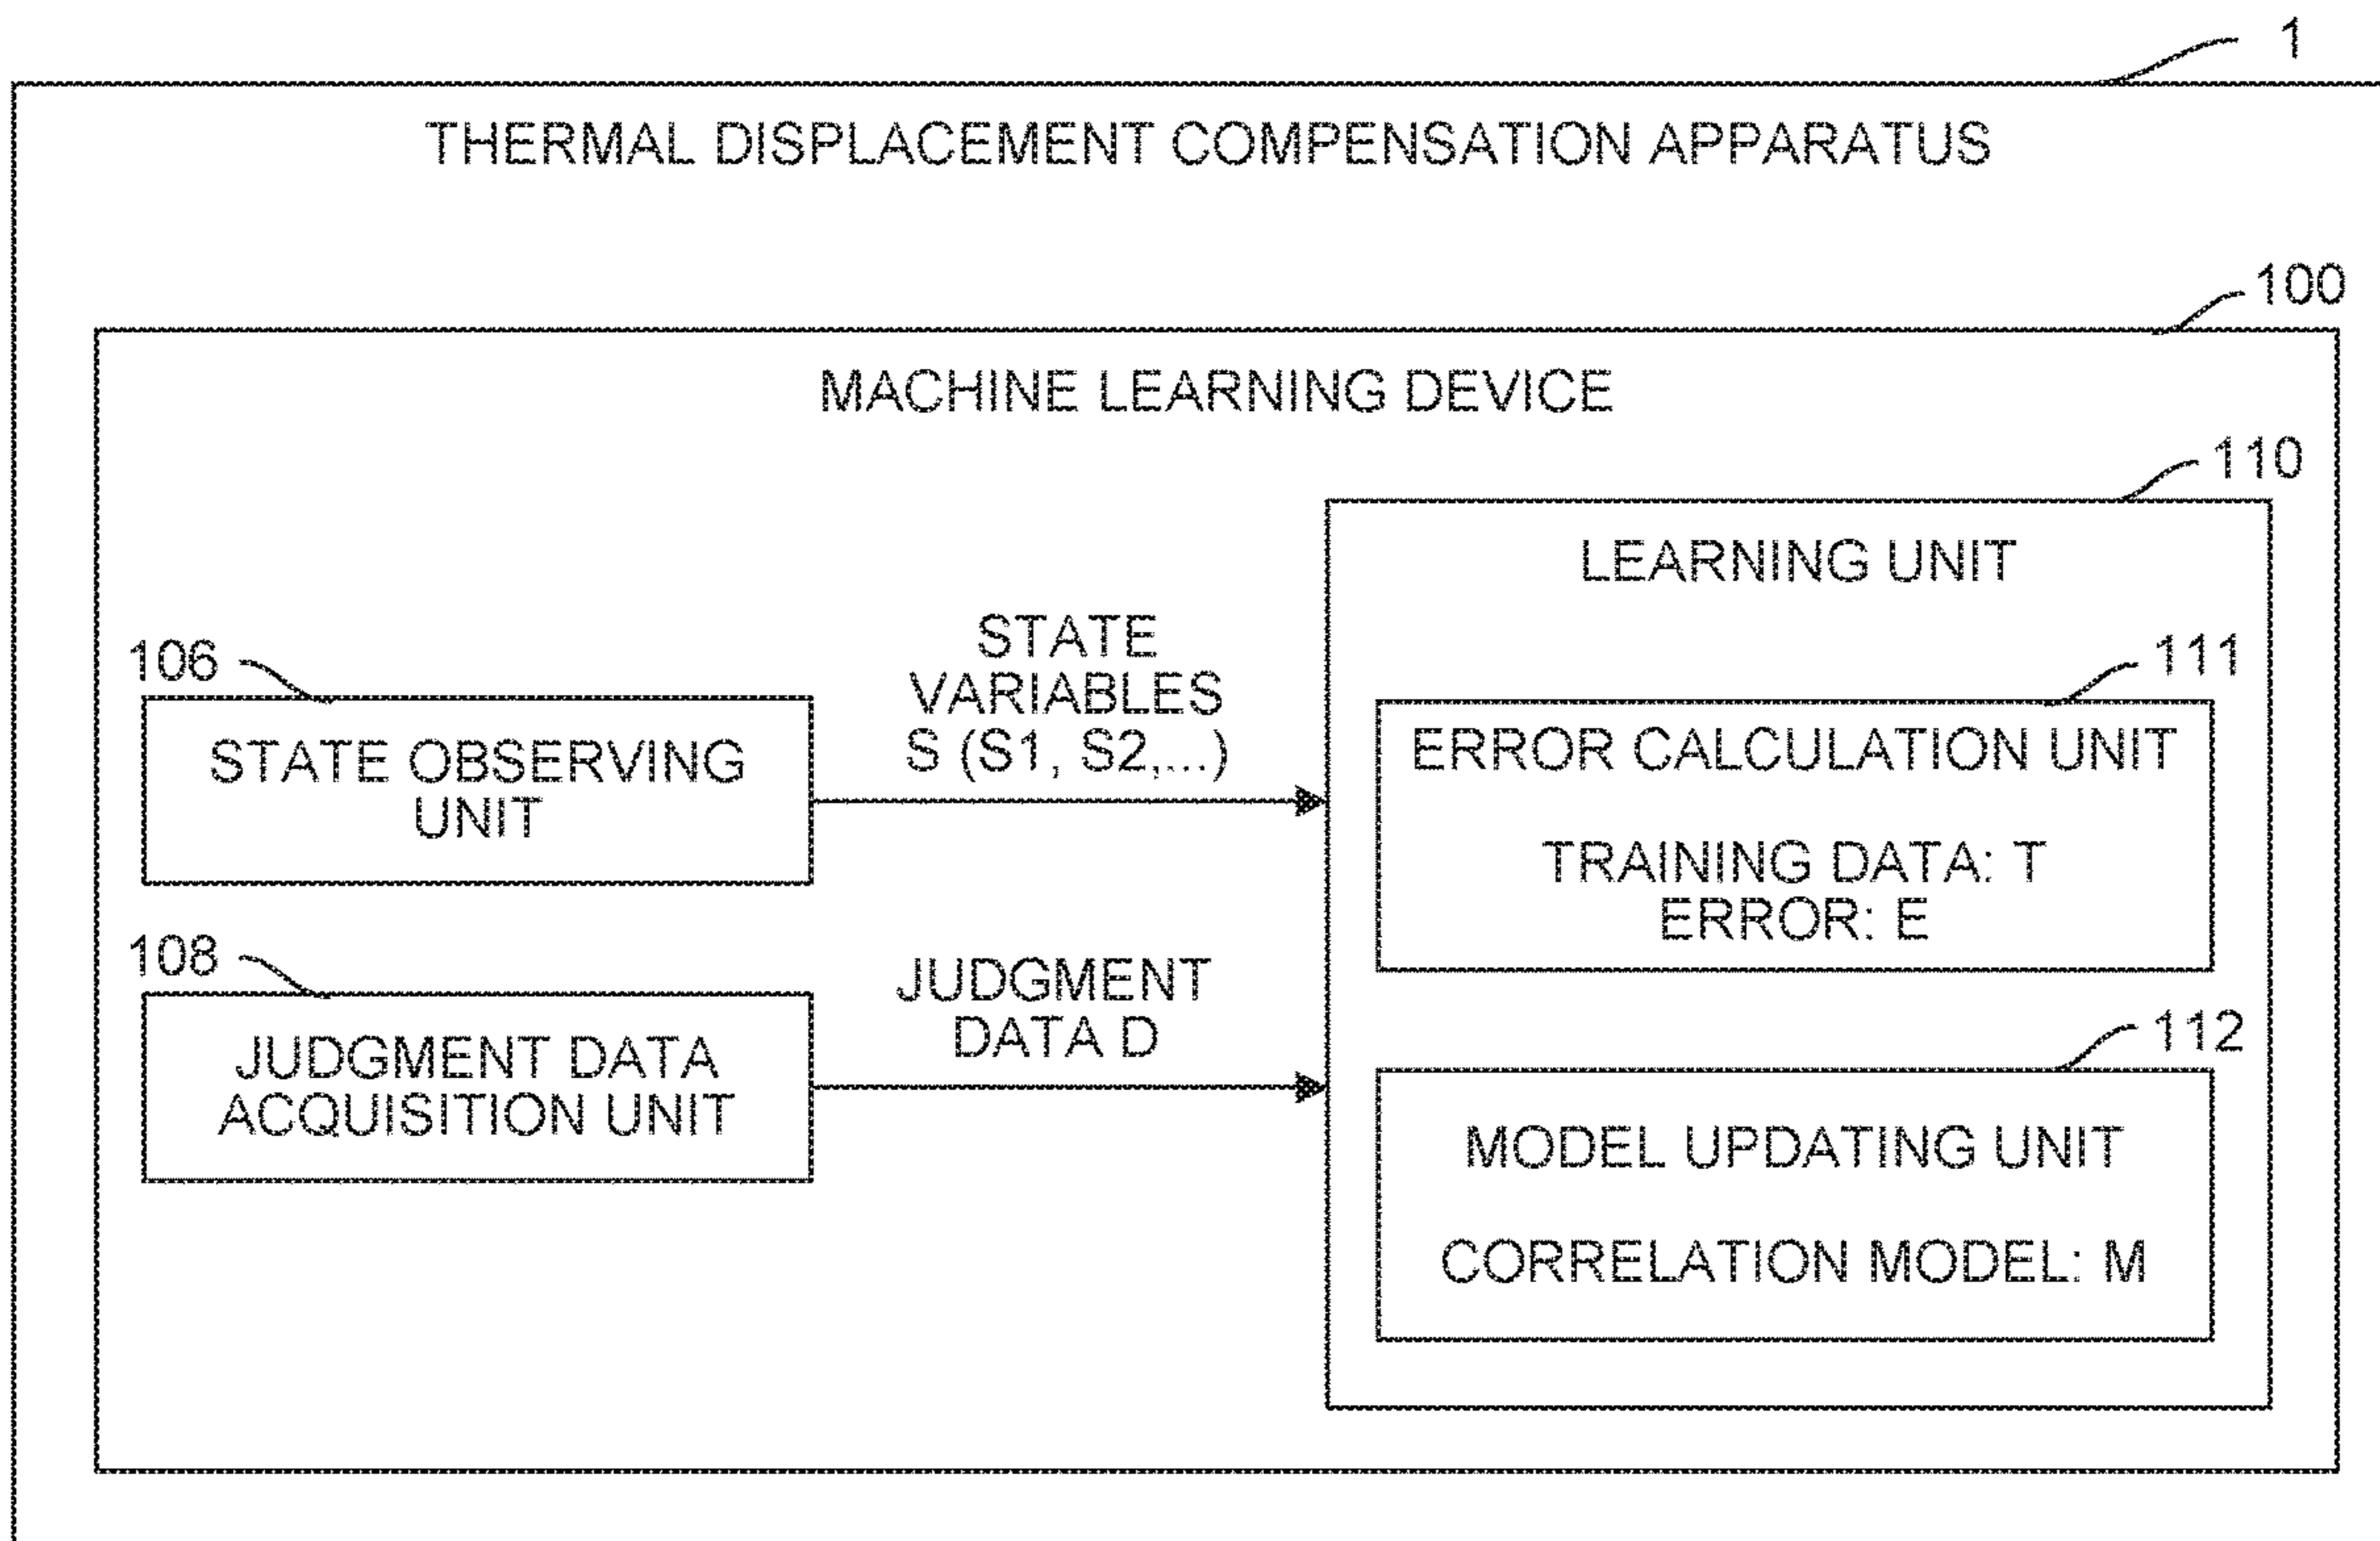 1
THERMAL DISPLACEMENT COMPENSATION APPARATUS
100
MACHINE LEARNING DEVICE
110
LEARNING UNIT
106
STATE OBSERVING
UNIT
STATE
VARIABLES
S (S1, S2,...)
111
ERROR CALCULATION UNIT
TRAINING DATA: T
ERROR: E
108
JUDGMENT DATA
ACQUISITION UNIT
JUDGMENT
DATA D
112
MODEL UPDATING UNIT
CORRELATION MODEL: M